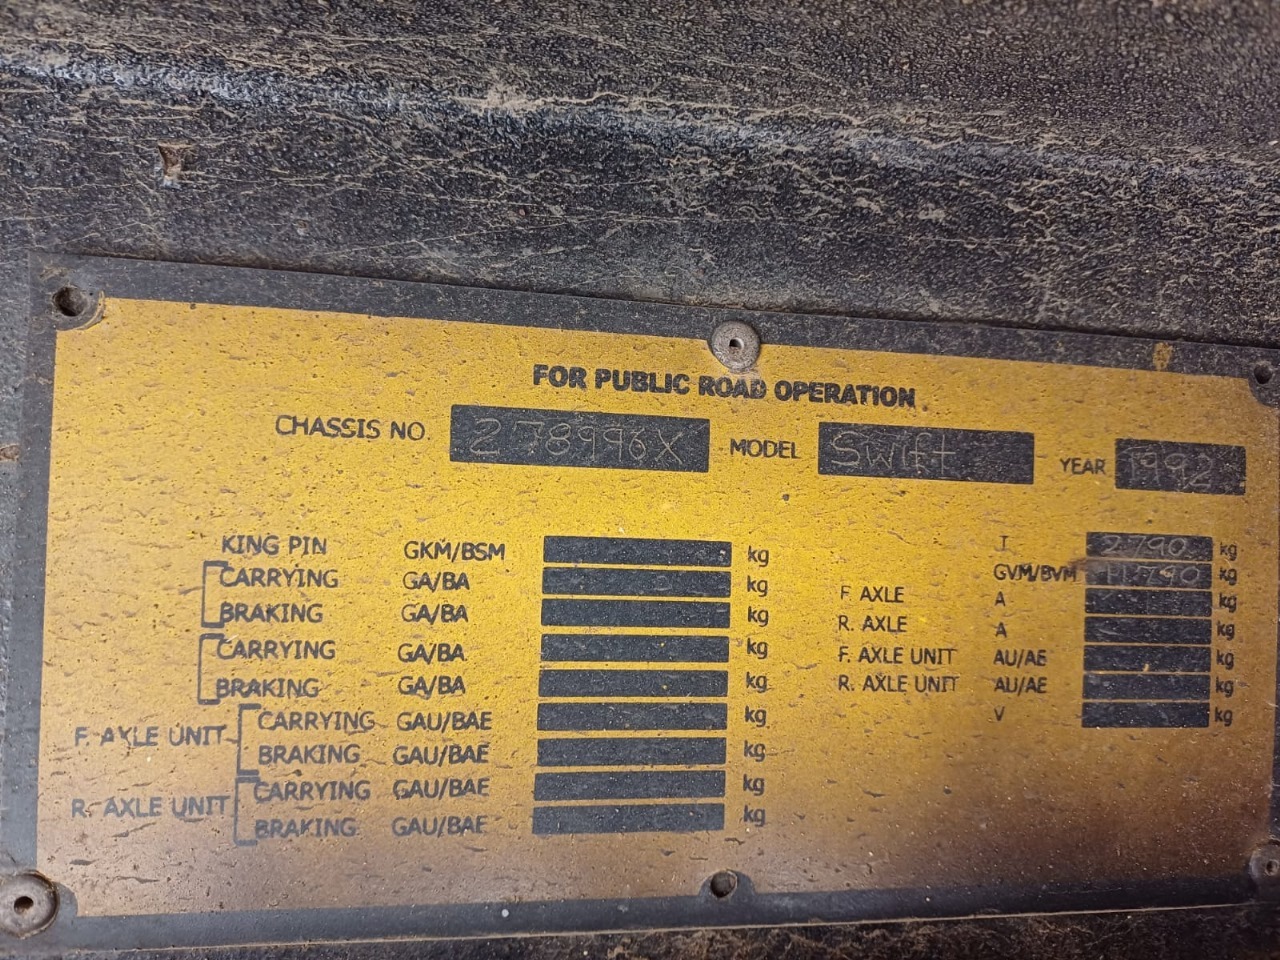 FOR PUBLIC ROAD OPERATION
CHASSIS NO. 278996X MODEL Swift YEAR 1992
KING PIN GKM/BSM kg T 2790 kg
CARRYING GA/BA kg GVM/BVM 11790 kg
BRAKING GA/BA kg F. AXLE A kg
CARRYING GA/BA kg R. AXLE A kg
BRAKING GA/BA kg F. AXLE UNIT AU/AE kg
F. AXLE UNIT CARRYING GAU/BAE kg R. AXLE UNIT AU/AE kg
BRAKING GAU/BAE kg V kg
R. AXLE UNIT CARRYING GAU/BAE kg
BRAKING GAU/BAE kg